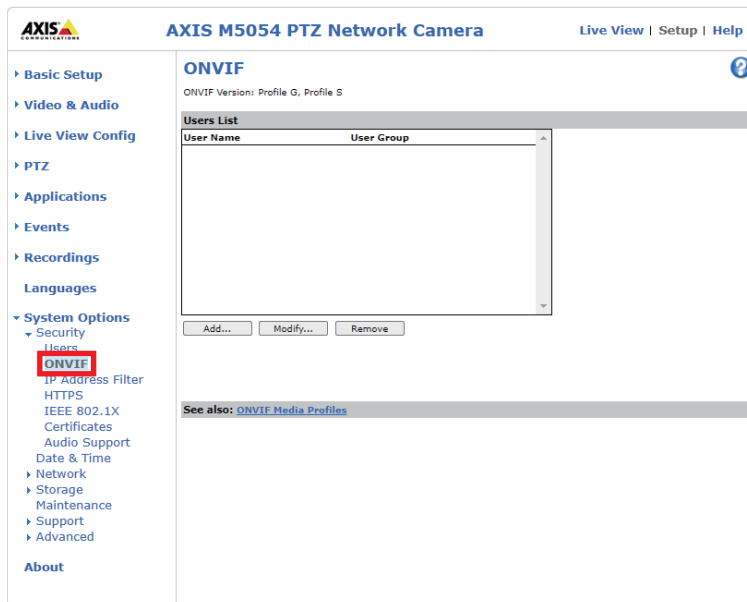 AXIS
COMMUNICATIONS
AXIS M5054 PTZ Network Camera
Live View | Setup | Help
Basic Setup
Video & Audio
Live View Config
PTZ
Applications
Events
Recordings
Languages
System Options
Security
Users
ONVIF
IP Address Filter
HTTPS
IEEE 802.1X
Certificates
Audio Support
Date & Time
Network
Storage
Maintenance
Support
Advanced
About
ONVIF
?
ONVIF Version: Profile G, Profile S
Users List
User Name User Group
Add... Modify... Remove
See also: ONVIF Media Profiles